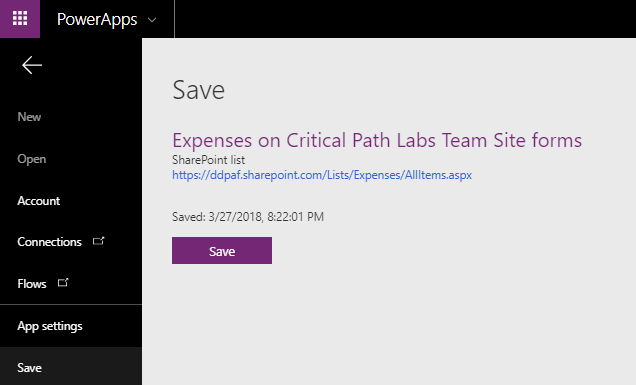 PowerApps
New
Open
Account
Connections
Flows
App settings
Save
Save
Expenses on Critical Path Labs Team Site forms
SharePoint list
https://ddpaf.sharepoint.com/Lists/Expenses/AllItems.aspx
Saved: 3/27/2018, 8:22:01 PM
Save